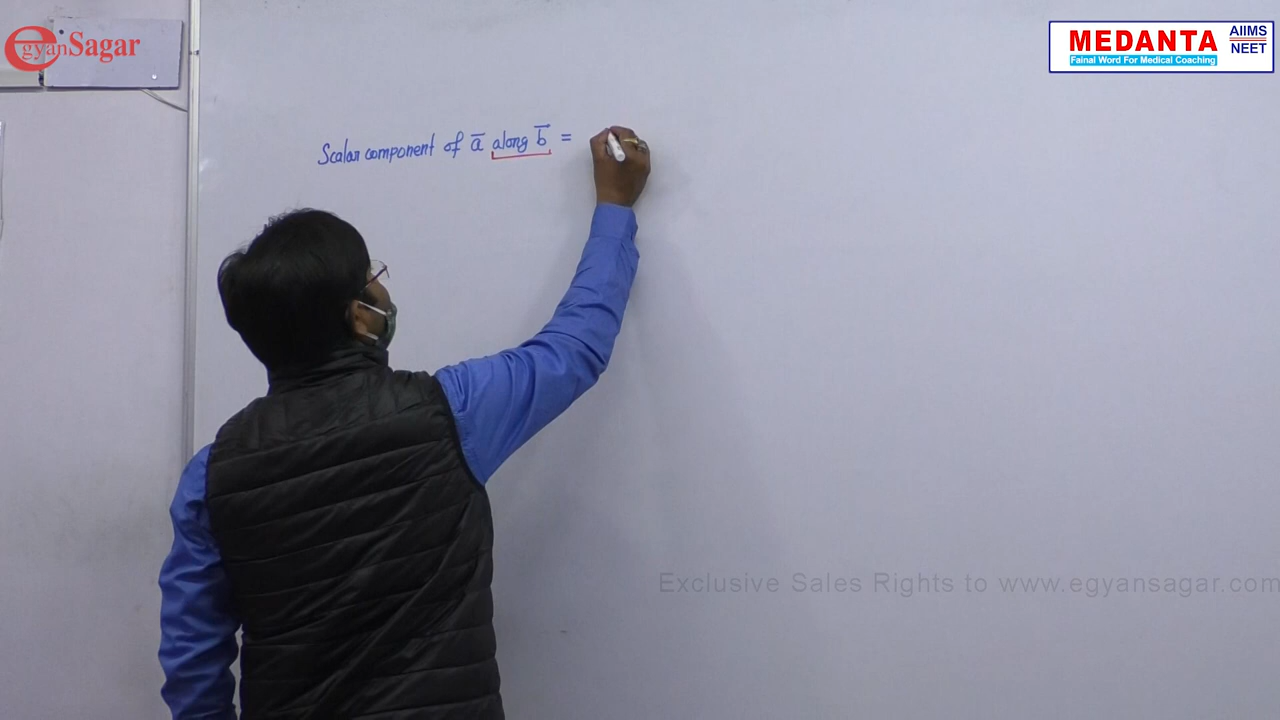 egyanSagar
MEDANTA
AIIMS
NEET
Fainal Word For Medical Coaching
Scalar component of a̅ along b⃗ =
Exclusive Sales Rights to www.egyansagar.com